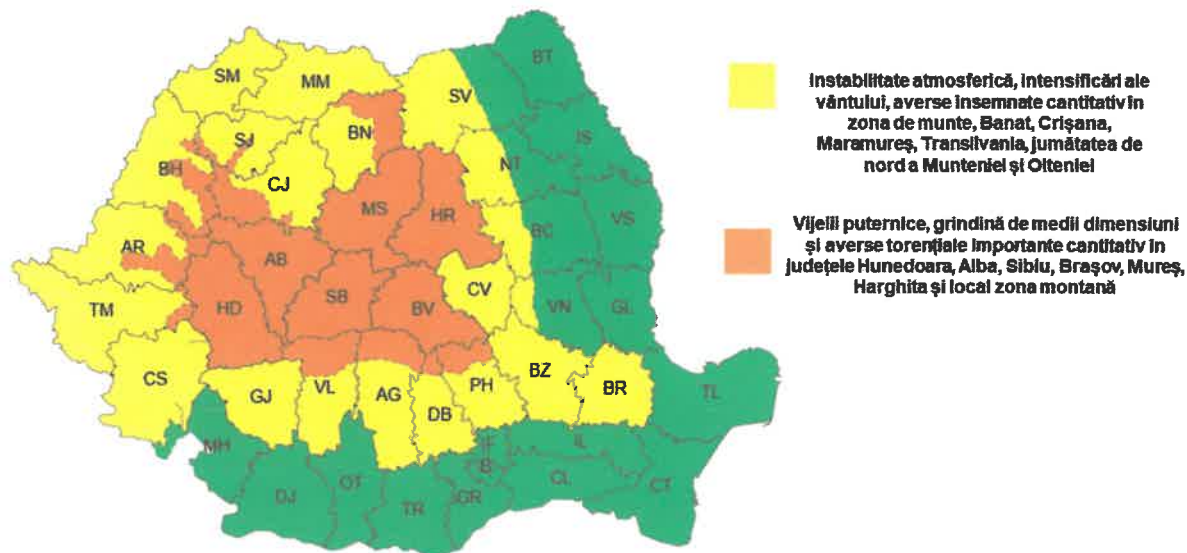 BT
SM
MM
SV
BN
SJ
IS
NT
BH
CJ
MS
HR
VS
BC
AR
AB
CV
SB
TM
HD
BV
VN
GL
BZ
CS
VL
PH
BR
TL
GJ
AG
DB
MH
IF
IL
B
CL
OT
CT
DJ
TR
GR
Instabilitate atmosferică, intensificări ale
vântului, averse însemnate cantitativ în
zona de munte, Banat, Crișana,
Maramureș, Transilvania, jumătatea de
nord a Munteniei și Olteniei
Vijelii puternice, grindină de medii dimensiuni
și averse torențiale importante cantitativ în
județele Hunedoara, Alba, Sibiu, Brașov, Mureș,
Harghita și local zona montană